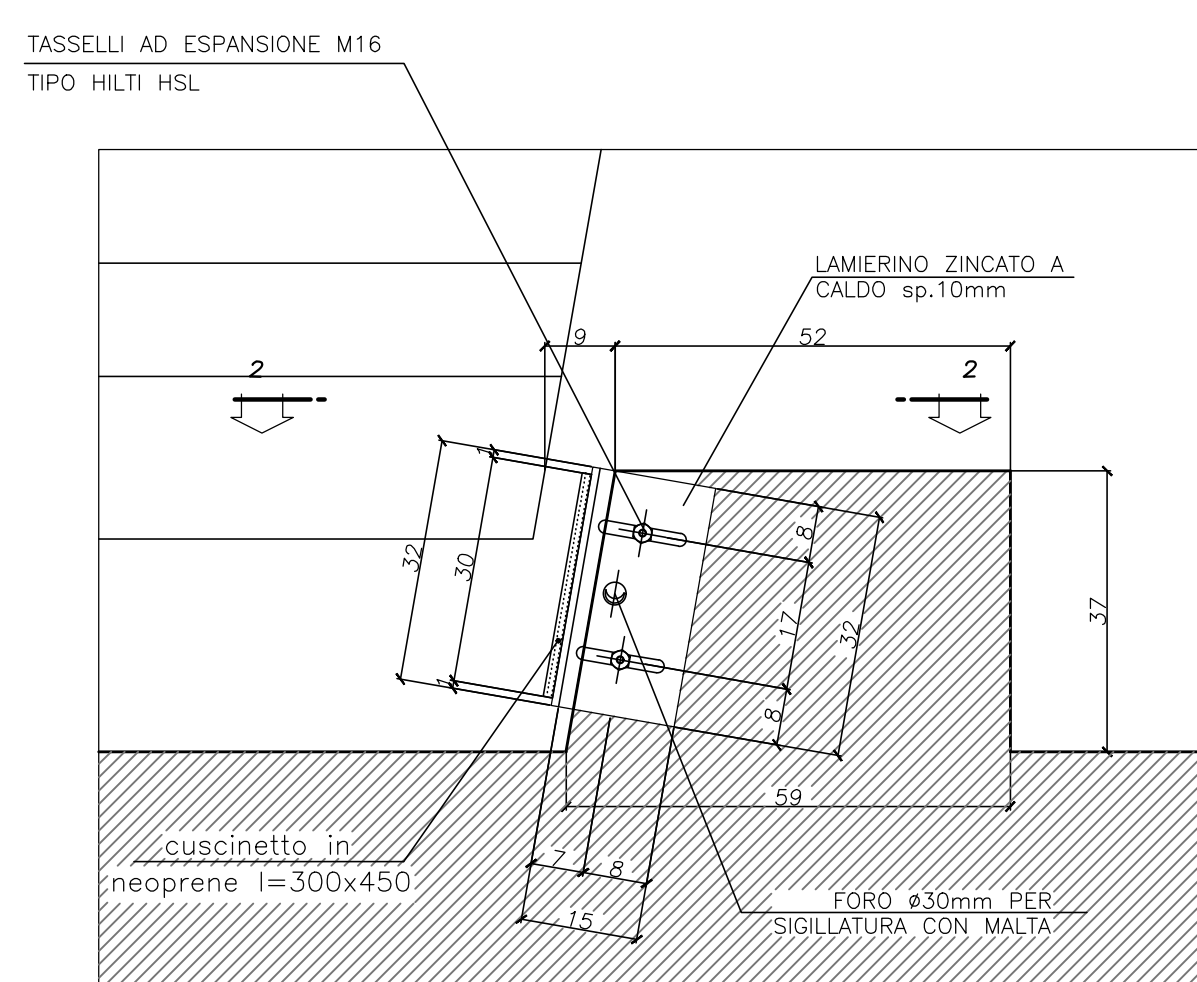 TASSELLI AD ESPANSIONE M16
TIPO HILTI HSL
LAMIERINO ZINCATO A
CALDO sp.10mm
9
52
2
2
1
32
30
1
8
17
32
8
37
59
cuscinetto in
neoprene l=300x450
7
8
15
FORO ø30mm PER
SIGILLATURA CON MALTA